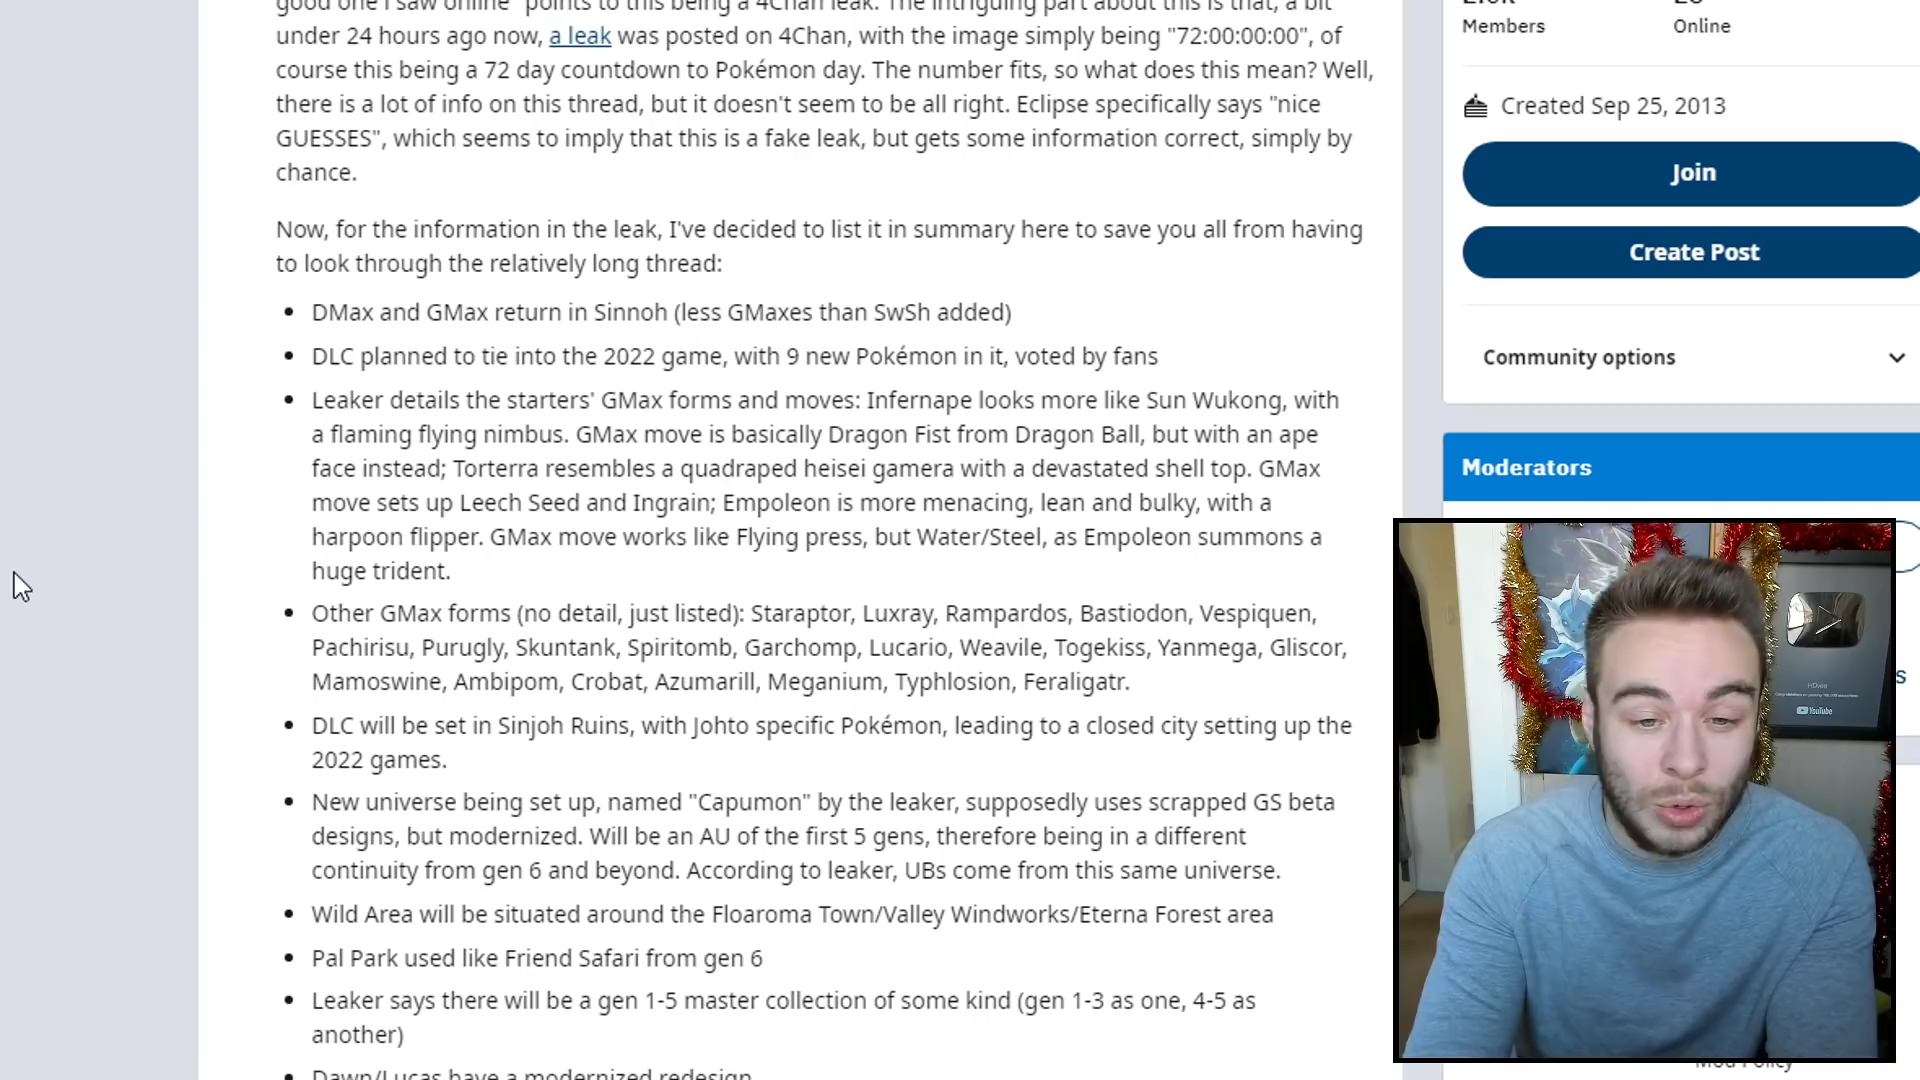 under 24 hours ago now, a leak was posted on 4Chan, with the image simply being "72:00:00:00", of
course this being a 72 day countdown to Pokémon day. The number fits, so what does this mean? Well,
there is a lot of info on this thread, but it doesn't seem to be all right. Eclipse specifically says "nice
GUESSES", which seems to imply that this is a fake leak, but gets some information correct, simply by
chance.
Now, for the information in the leak, I've decided to list it in summary here to save you all from having
to look through the relatively long thread:
• DMax and GMax return in Sinnoh (less GMaxes than SwSh added)
• DLC planned to tie into the 2022 game, with 9 new Pokémon in it, voted by fans
• Leaker details the starters' GMax forms and moves: Infernape looks more like Sun Wukong, with
a flaming flying nimbus. GMax move is basically Dragon Fist from Dragon Ball, but with an ape
face instead; Torterra resembles a quadraped heisei gamera with a devastated shell top. GMax
move sets up Leech Seed and Ingrain; Empoleon is more menacing, lean and bulky, with a
harpoon flipper. GMax move works like Flying press, but Water/Steel, as Empoleon summons a
huge trident.
• Other GMax forms (no detail, just listed): Staraptor, Luxray, Rampardos, Bastiodon, Vespiquen,
Pachirisu, Purugly, Skuntank, Spiritomb, Garchomp, Lucario, Weavile, Togekiss, Yanmega, Gliscor,
Mamoswine, Ambipom, Crobat, Azumarill, Meganium, Typhlosion, Feraligatr.
• DLC will be set in Sinjoh Ruins, with Johto specific Pokémon, leading to a closed city setting up the
2022 games.
• New universe being set up, named "Capumon" by the leaker, supposedly uses scrapped GS beta
designs, but modernized. Will be an AU of the first 5 gens, therefore being in a different
continuity from gen 6 and beyond. According to leaker, UBs come from this same universe.
• Wild Area will be situated around the Floaroma Town/Valley Windworks/Eterna Forest area
• Pal Park used like Friend Safari from gen 6
• Leaker says there will be a gen 1-5 master collection of some kind (gen 1-3 as one, 4-5 as
another)
• Dawn/Lucas have a modernized redesign
Members Online
Created Sep 25, 2013
Join
Create Post
Community options
Moderators
s
YouTube
Mod Policy